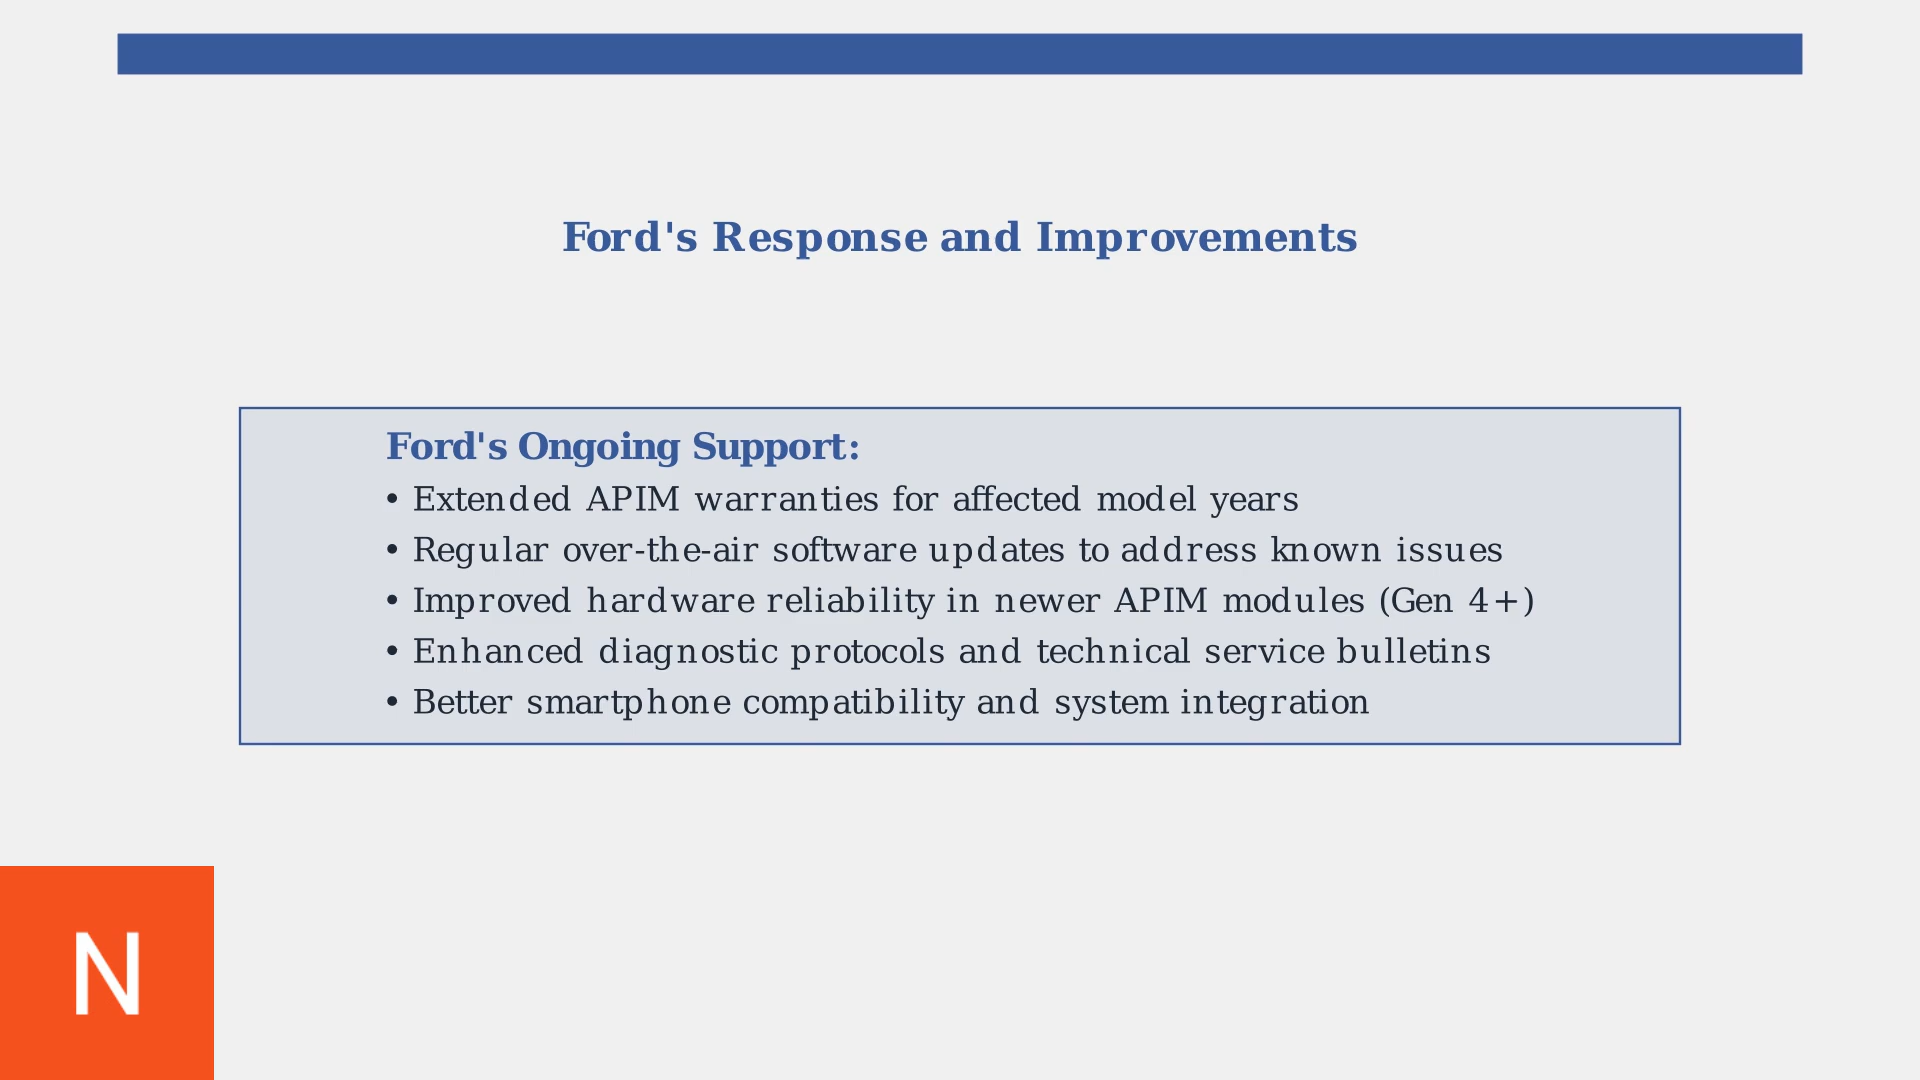 Ford's Response and Improvements
Ford's Ongoing Support:
• Extended APIM warranties for affected model years
• Regular over-the-air software updates to address known issues
• Improved hardware reliability in newer APIM modules (Gen 4+)
• Enhanced diagnostic protocols and technical service bulletins
• Better smartphone compatibility and system integration
N